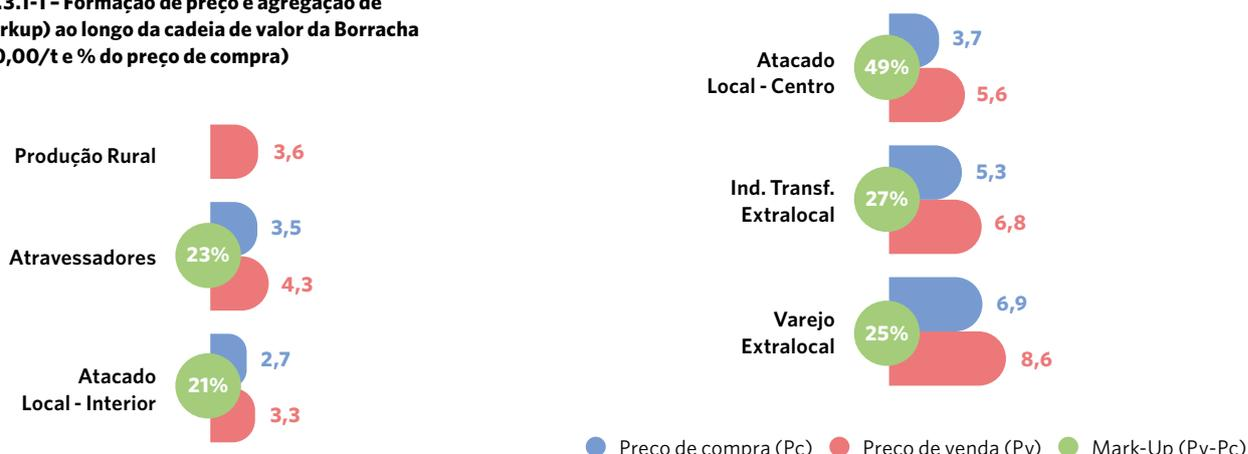 .3.1-1 – Formação de preço e agregação de
rkup) ao longo da cadeia de valor da Borracha
0,00/t e % do preço de compra)
Produção Rural
3,6
Atravessadores
23%
3,5
4,3
Atacado
Local - Interior
21%
2,7
3,3
Atacado
Local - Centro
49%
3,7
5,6
Ind. Transf.
Extralocal
27%
5,3
6,8
Varejo
Extralocal
25%
6,9
8,6
Preço de compra (Pc) Preço de venda (Pv) Mark-Up (Pv-Pc)